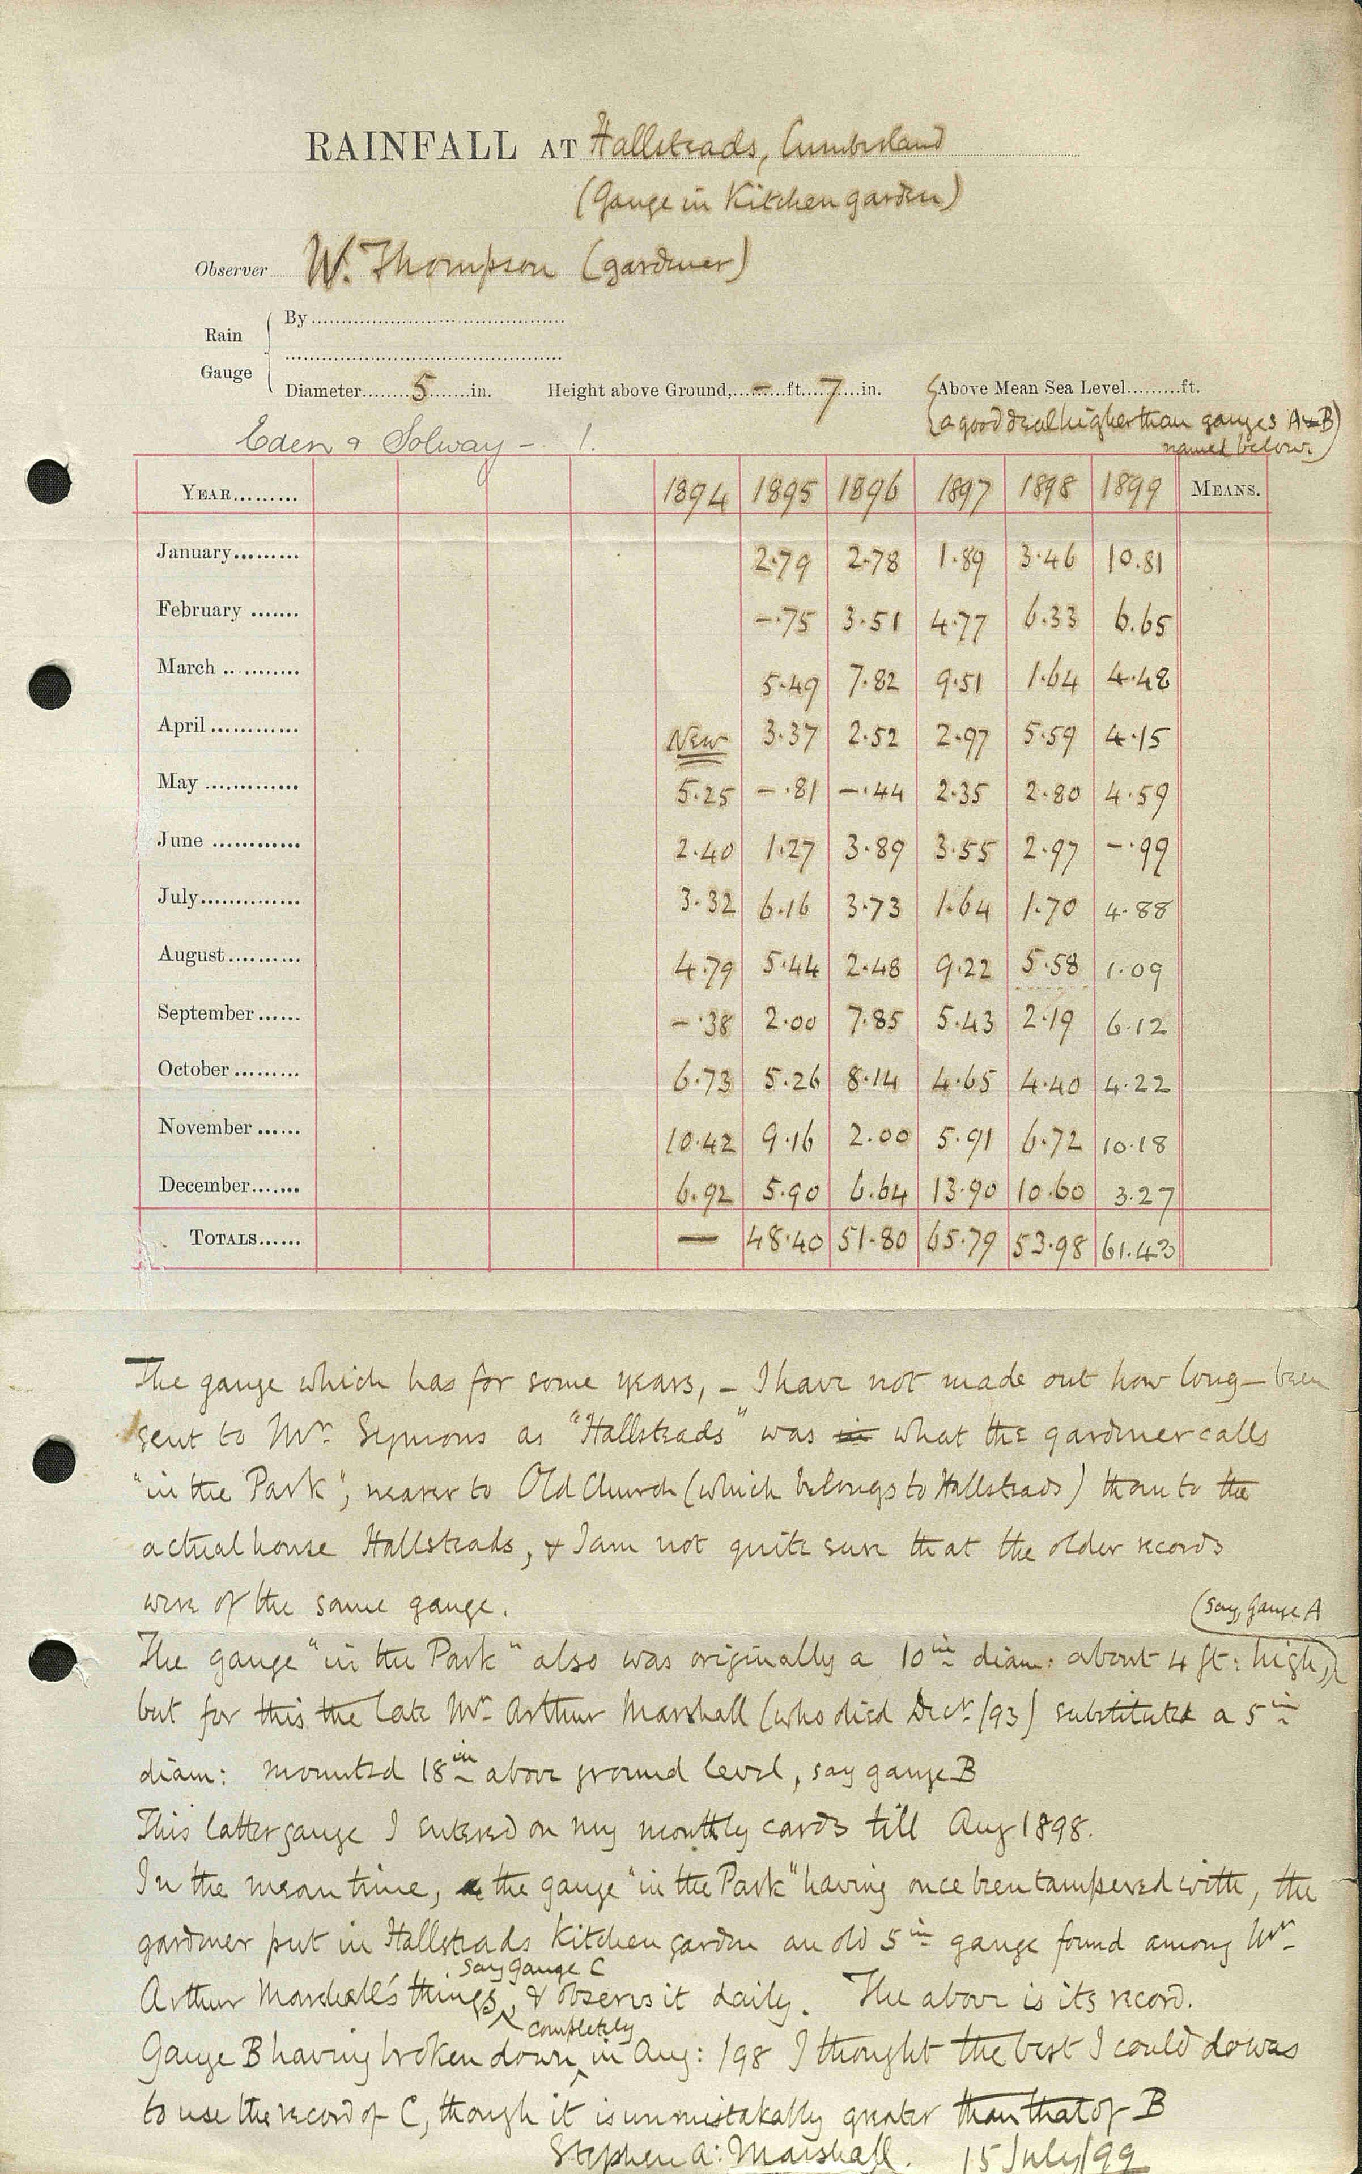 RAINFALL AT Hallsteads, Cumberland
(Gauge in Kitchen garden)
Observer W. Thompson (gardener)
Rain Gauge { By
Diameter 5 in. Height above Ground, - ft. 7 in. Above Mean Sea Level ft.
{a good deal higher than gauges A & B named below)
Eden & Solway - 1.
YEAR 1894 1895 1896 1897 1898 1899 MEANS.
January 2.79 2.78 1.89 3.46 10.81
February -.75 3.51 4.77 6.33 6.65
March 5.49 7.82 9.51 1.64 4.48
April New 3.37 2.52 2.97 5.59 4.15
May 5.25 -.81 -.44 2.35 2.80 4.59
June 2.40 1.27 3.89 3.55 2.97 -.99
July 3.32 6.16 3.73 1.64 1.70 4.88
August 4.79 5.44 2.48 9.22 5.58 1.09
September -.38 2.00 7.85 5.43 2.19 6.12
October 6.73 5.26 8.14 4.65 4.40 4.22
November 10.42 9.16 2.00 5.91 6.72 10.18
December 6.92 5.90 6.64 13.90 10.60 3.27
TOTALS — 48.40 51.80 65.79 53.98 61.43
The gauge which has for some years, - I have not made out how long - been
sent to Mr. Symons as "Hallsteads" was in what the gardener calls
"in the Park", nearer to Old Church (which belongs to Hallsteads) than to the
actual house Hallsteads, & I am not quite sure that the older records
were of the same gauge.
The gauge "in the Park" also was originally a 10in diam: about 4 ft: high, (say, gauge A)
but for this the late Mr. Arthur Marshall (who died Decr. /93) substituted a 5in
diam: mounted 18in above ground level, say gauge B
This latter gauge I entered on my monthly cards till Aug 1898.
In the mean time, the gauge "in the Park" having once been tampered with, the
gardener put in Hallsteads Kitchen garden an old 5in gauge found among Mr.
Arthur Marshall's things, say gauge C & observes it daily. The above is its record.
Gauge B having broken down completely in Aug: /98 I thought the best I could do was
to use the record of C, though it is unmistakably greater than that of B
Stephen A: Marshall. 15 July/99